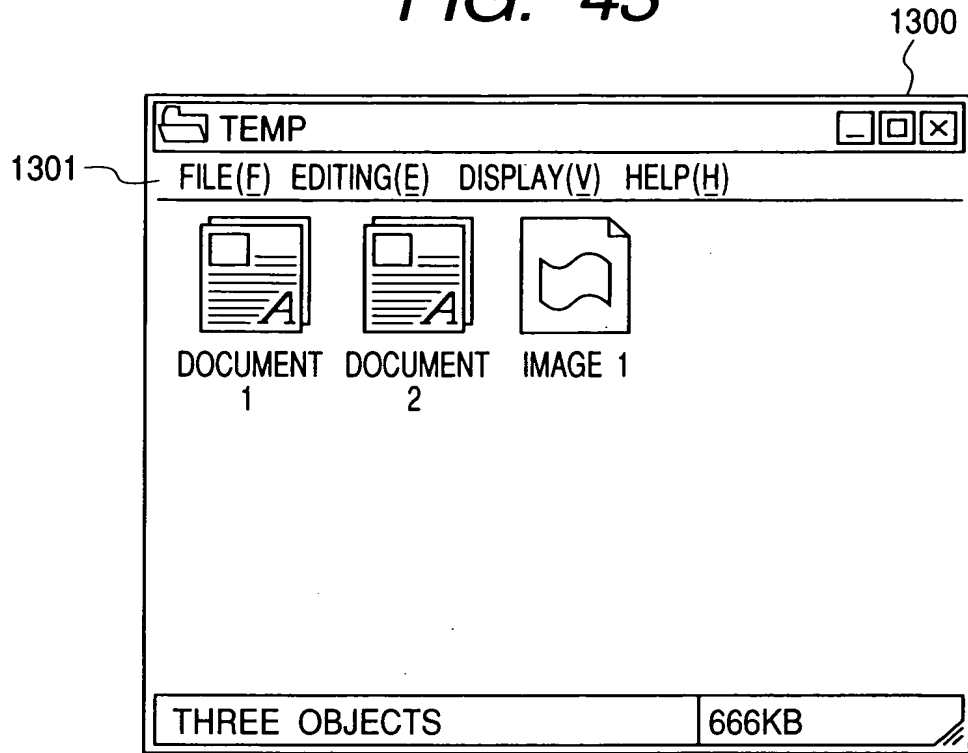 FIG. 43
1300
TEMP
1301
FILE(F) EDITING(E) DISPLAY(V) HELP(H)
DOCUMENT 1
DOCUMENT 2
IMAGE 1
THREE OBJECTS
666KB